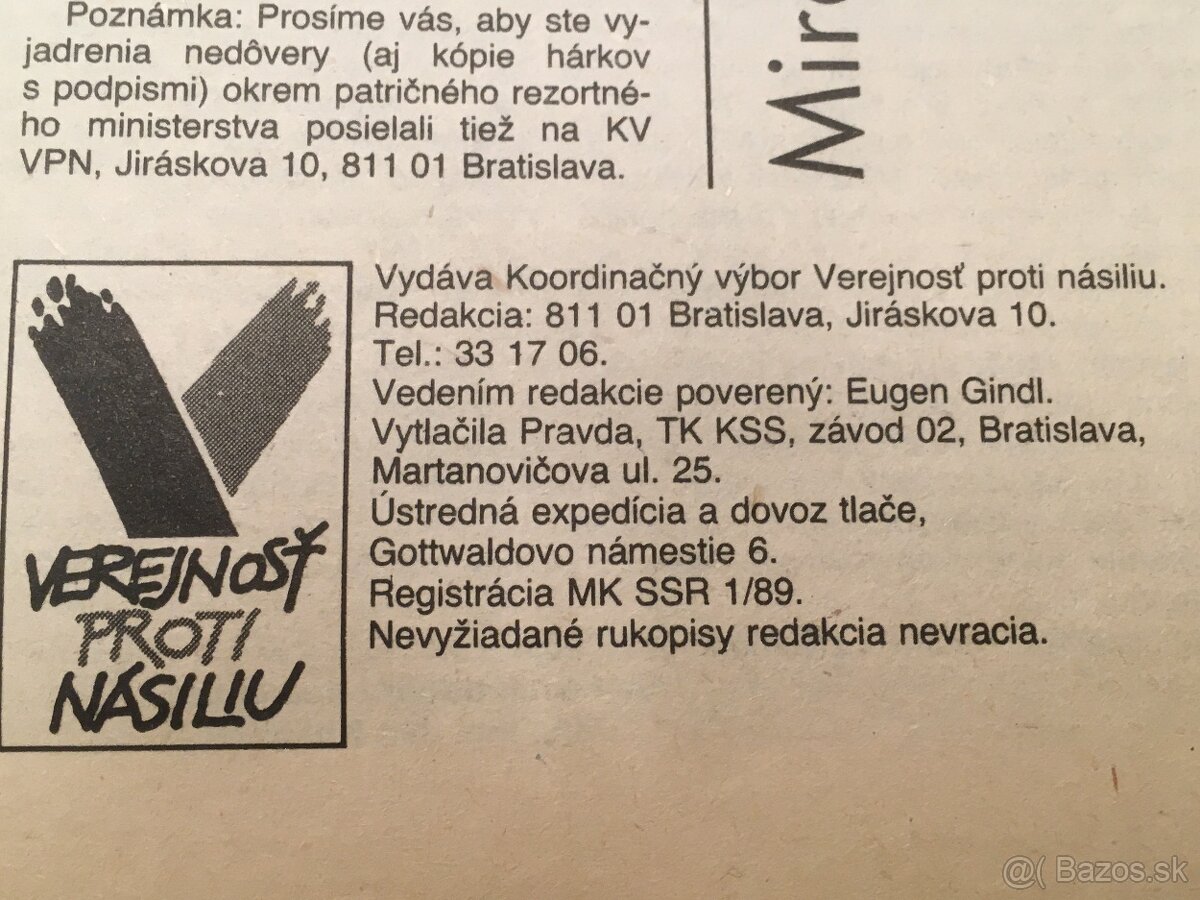 Poznámka: Prosíme vás, aby ste vy-
jadrenia nedôvery (aj kópie hárkov
s podpismi) okrem patričného rezortné-
ho ministerstva posielali tiež na KV
VPN, Jiráskova 10, 811 01 Bratislava.
Vydáva Koordinačný výbor Verejnosť proti násiliu.
Redakcia: 811 01 Bratislava, Jiráskova 10.
Tel.: 33 17 06.
Vedením redakcie poverený: Eugen Gindl.
Vytlačila Pravda, TK KSS, závod 02, Bratislava,
Martanovičova ul. 25.
Ústredná expedícia a dovoz tlače,
Gottwaldovo námestie 6.
Registrácia MK SSR 1/89.
Nevyžiadané rukopisy redakcia nevracia.
VEREJNOSŤ
PROTI
NÁSILIU
@( Bazos.sk